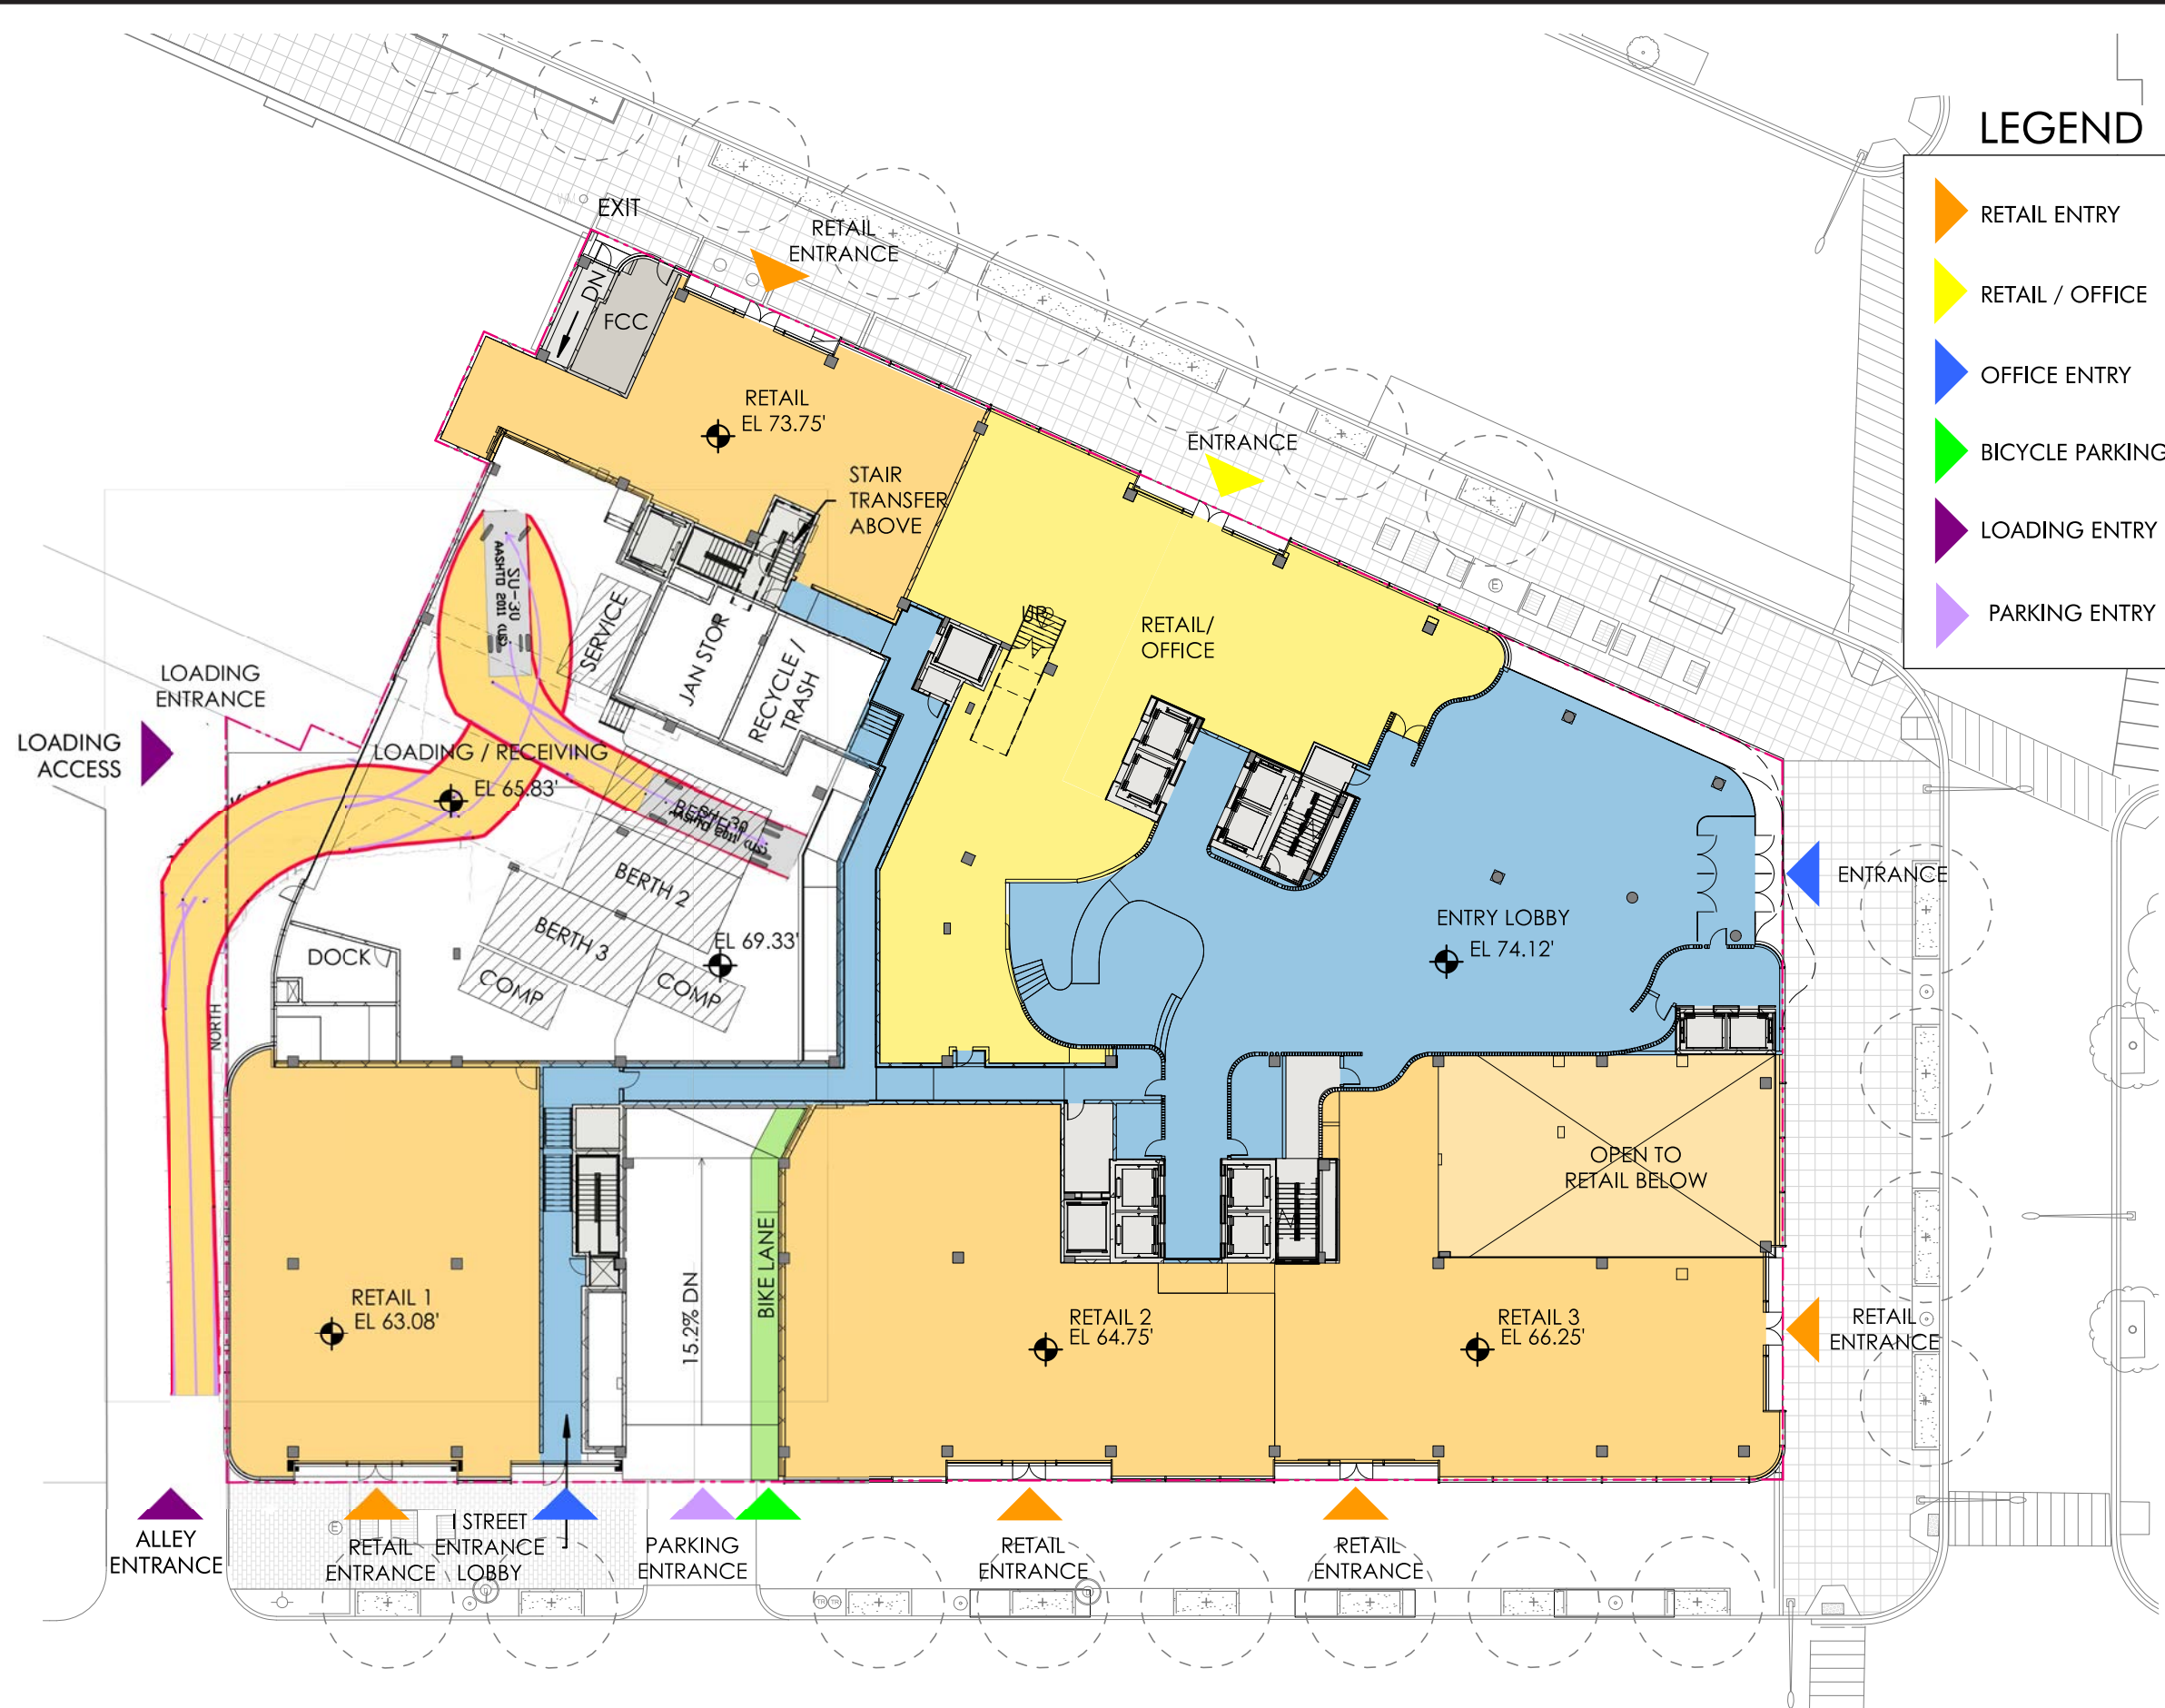 LEGEND
RETAIL ENTRY
RETAIL / OFFICE
OFFICE ENTRY
BICYCLE PARKING
LOADING ENTRY
PARKING ENTRY
EXIT
RETAIL
ENTRANCE
DN
FCC
RETAIL
EL 73.75'
ENTRANCE
STAIR
TRANSFER
ABOVE
SU-30
AASHTO 2011 (US)
SERVICE
JAN STOR
RECYCLE /
TRASH
RETAIL/
OFFICE
LOADING
ENTRANCE
LOADING
ACCESS
LOADING / RECEIVING
EL 65.83'
BERTH 2
BERTH 3
DOCK
COMP
COMP
EL 69.33'
NORTH
ENTRY LOBBY
EL 74.12'
ENTRANCE
OPEN TO
RETAIL BELOW
BIKE LANE
15.2% DN
RETAIL 1
EL 63.08'
RETAIL 2
EL 64.75'
RETAIL 3
EL 66.25'
RETAIL
ENTRANCE
ALLEY
ENTRANCE
RETAIL
ENTRANCE
I STREET
ENTRANCE
LOBBY
PARKING
ENTRANCE
RETAIL
ENTRANCE
RETAIL
ENTRANCE
E
E
TR
TR